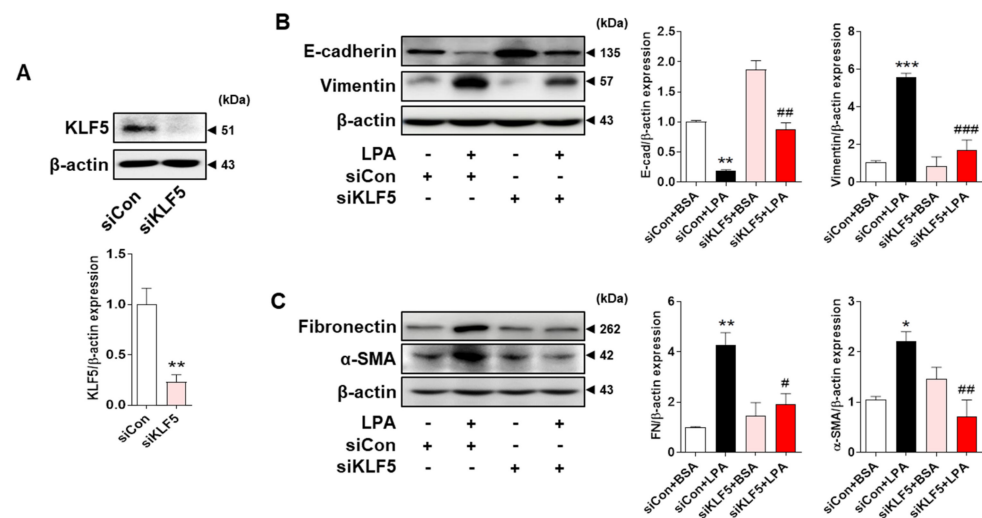 A
(kDa)
KLF5
51
β-actin
43
siCon
siKLF5
KLF5/β-actin expression
1.5
1.0
0.5
0.0
**
siCon
siKLF5
B
(kDa)
E-cadherin
135
Vimentin
57
β-actin
43
LPA - + - +
siCon + + - -
siKLF5 - - + +
E-cad/β-actin expression
2.5
2.0
1.5
1.0
0.5
0.0
**
##
siCon+BSA
siCon+LPA
siKLF5+BSA
siKLF5+LPA
Vimentin/β-actin expression
8
6
4
2
0
***
###
siCon+BSA
siCon+LPA
siKLF5+BSA
siKLF5+LPA
C
(kDa)
Fibronectin
262
α-SMA
42
β-actin
43
LPA - + - +
siCon + + - -
siKLF5 - - + +
FN/β-actin expression
6
4
2
0
**
#
siCon+BSA
siCon+LPA
siKLF5+BSA
siKLF5+LPA
α-SMA/β-actin expression
3
2
1
0
*
##
siCon+BSA
siCon+LPA
siKLF5+BSA
siKLF5+LPA